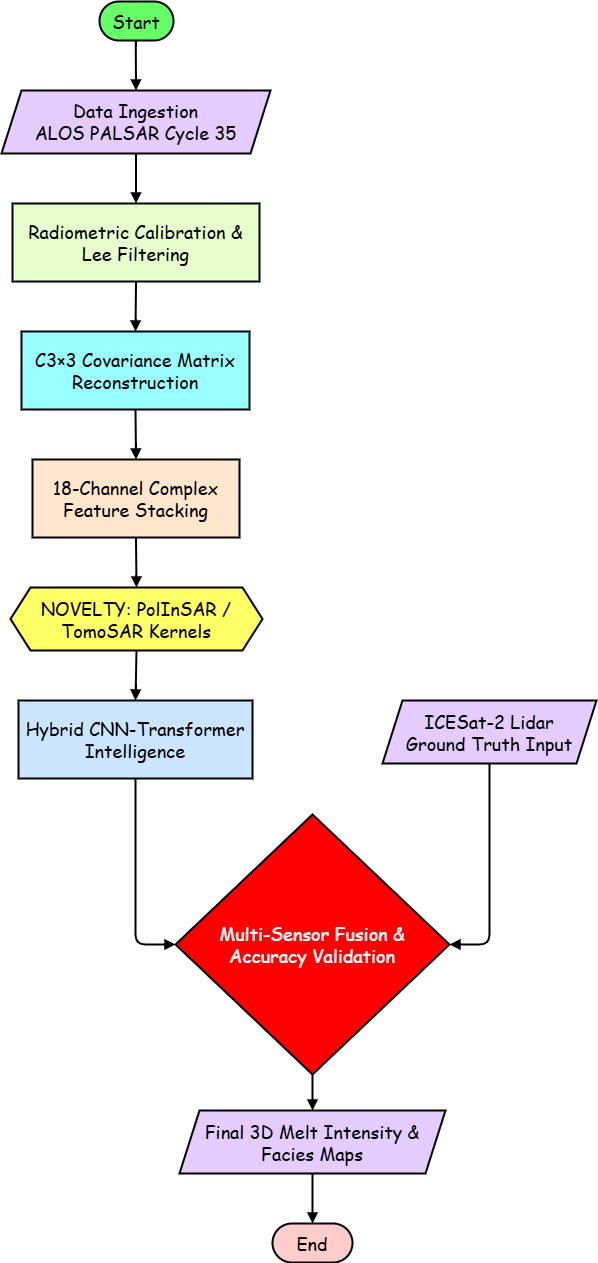 Start
Data Ingestion
ALOS PALSAR Cycle 35
Radiometric Calibration &
Lee Filtering
C3×3 Covariance Matrix
Reconstruction
18-Channel Complex
Feature Stacking
NOVELTY: PolInSAR /
TomoSAR Kernels
Hybrid CNN-Transformer
Intelligence
ICESat-2 Lidar
Ground Truth Input
Multi-Sensor Fusion &
Accuracy Validation
Final 3D Melt Intensity &
Facies Maps
End